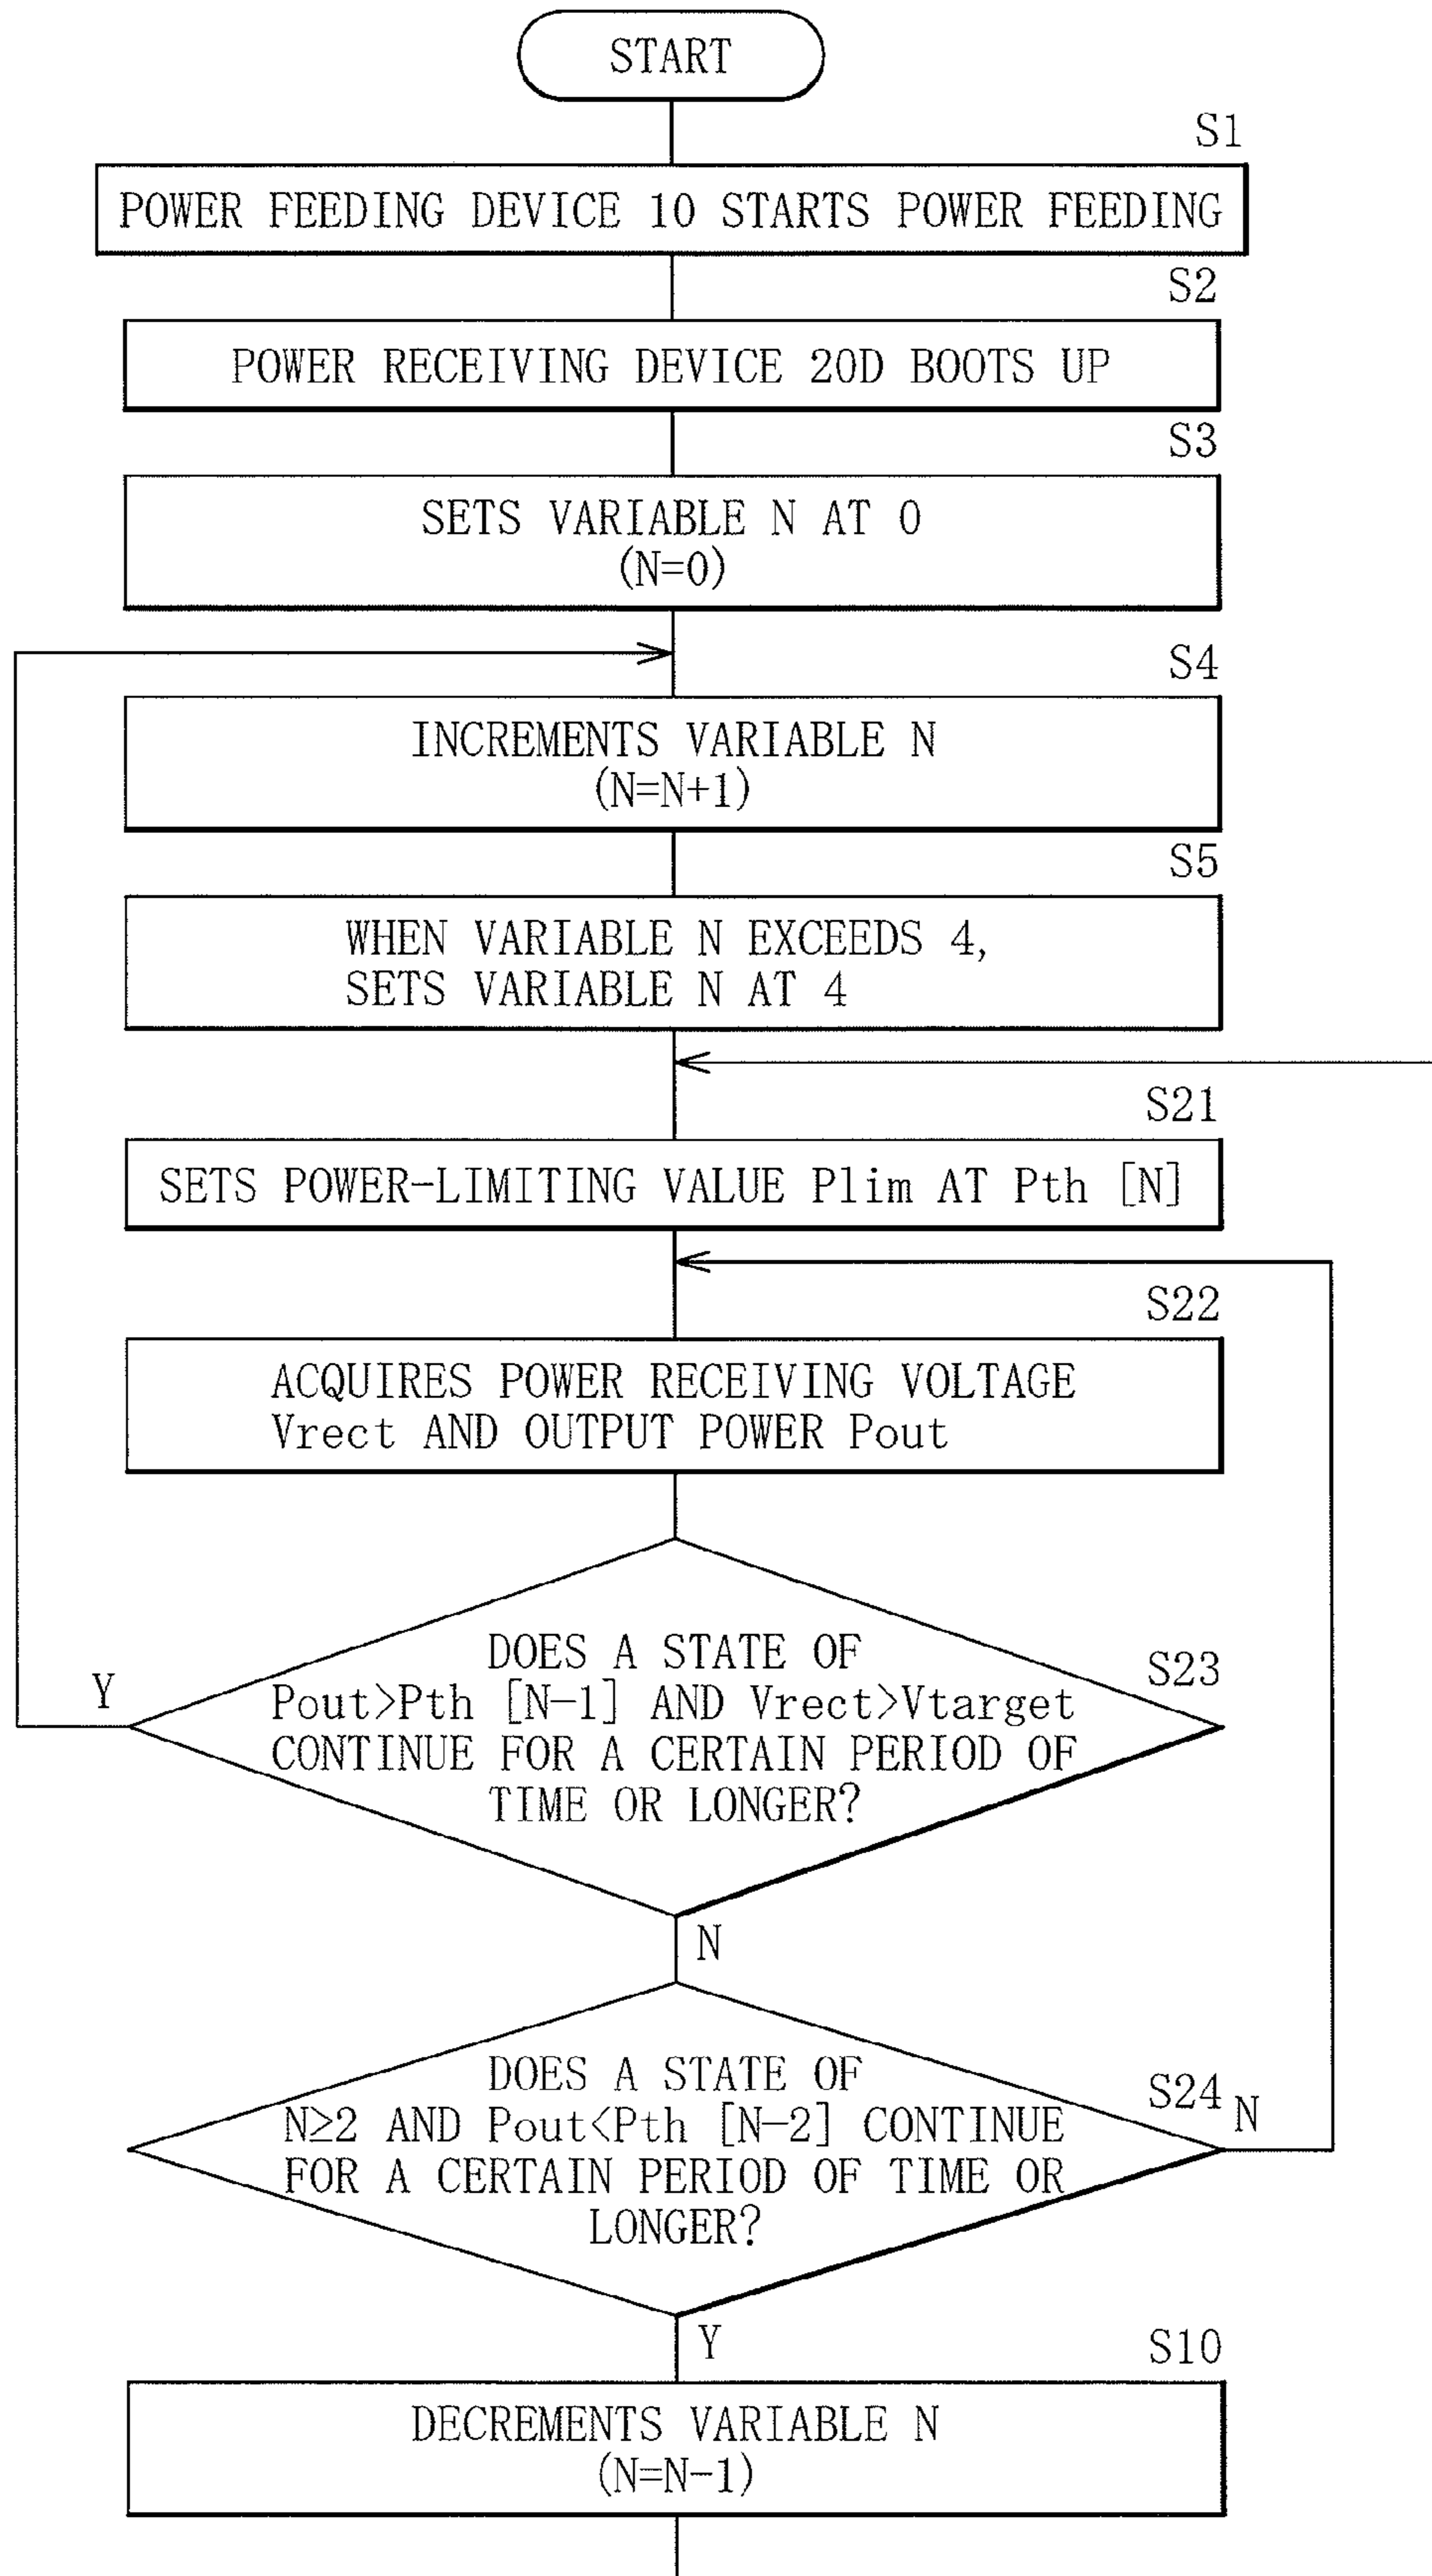 START
S1
POWER FEEDING DEVICE 10 STARTS POWER FEEDING
S2
POWER RECEIVING DEVICE 20D BOOTS UP
S3
SETS VARIABLE N AT 0
(N=0)
S4
INCREMENTS VARIABLE N
(N=N+1)
S5
WHEN VARIABLE N EXCEEDS 4,
SETS VARIABLE N AT 4
S21
SETS POWER-LIMITING VALUE Plim AT Pth [N]
S22
ACQUIRES POWER RECEIVING VOLTAGE
Vrect AND OUTPUT POWER Pout
S23
DOES A STATE OF
Pout>Pth [N-1] AND Vrect>Vtarget
CONTINUE FOR A CERTAIN PERIOD OF
TIME OR LONGER?
Y
N
S24
DOES A STATE OF
N≥2 AND Pout<Pth [N-2] CONTINUE
FOR A CERTAIN PERIOD OF TIME OR
LONGER?
N
Y
S10
DECREMENTS VARIABLE N
(N=N-1)